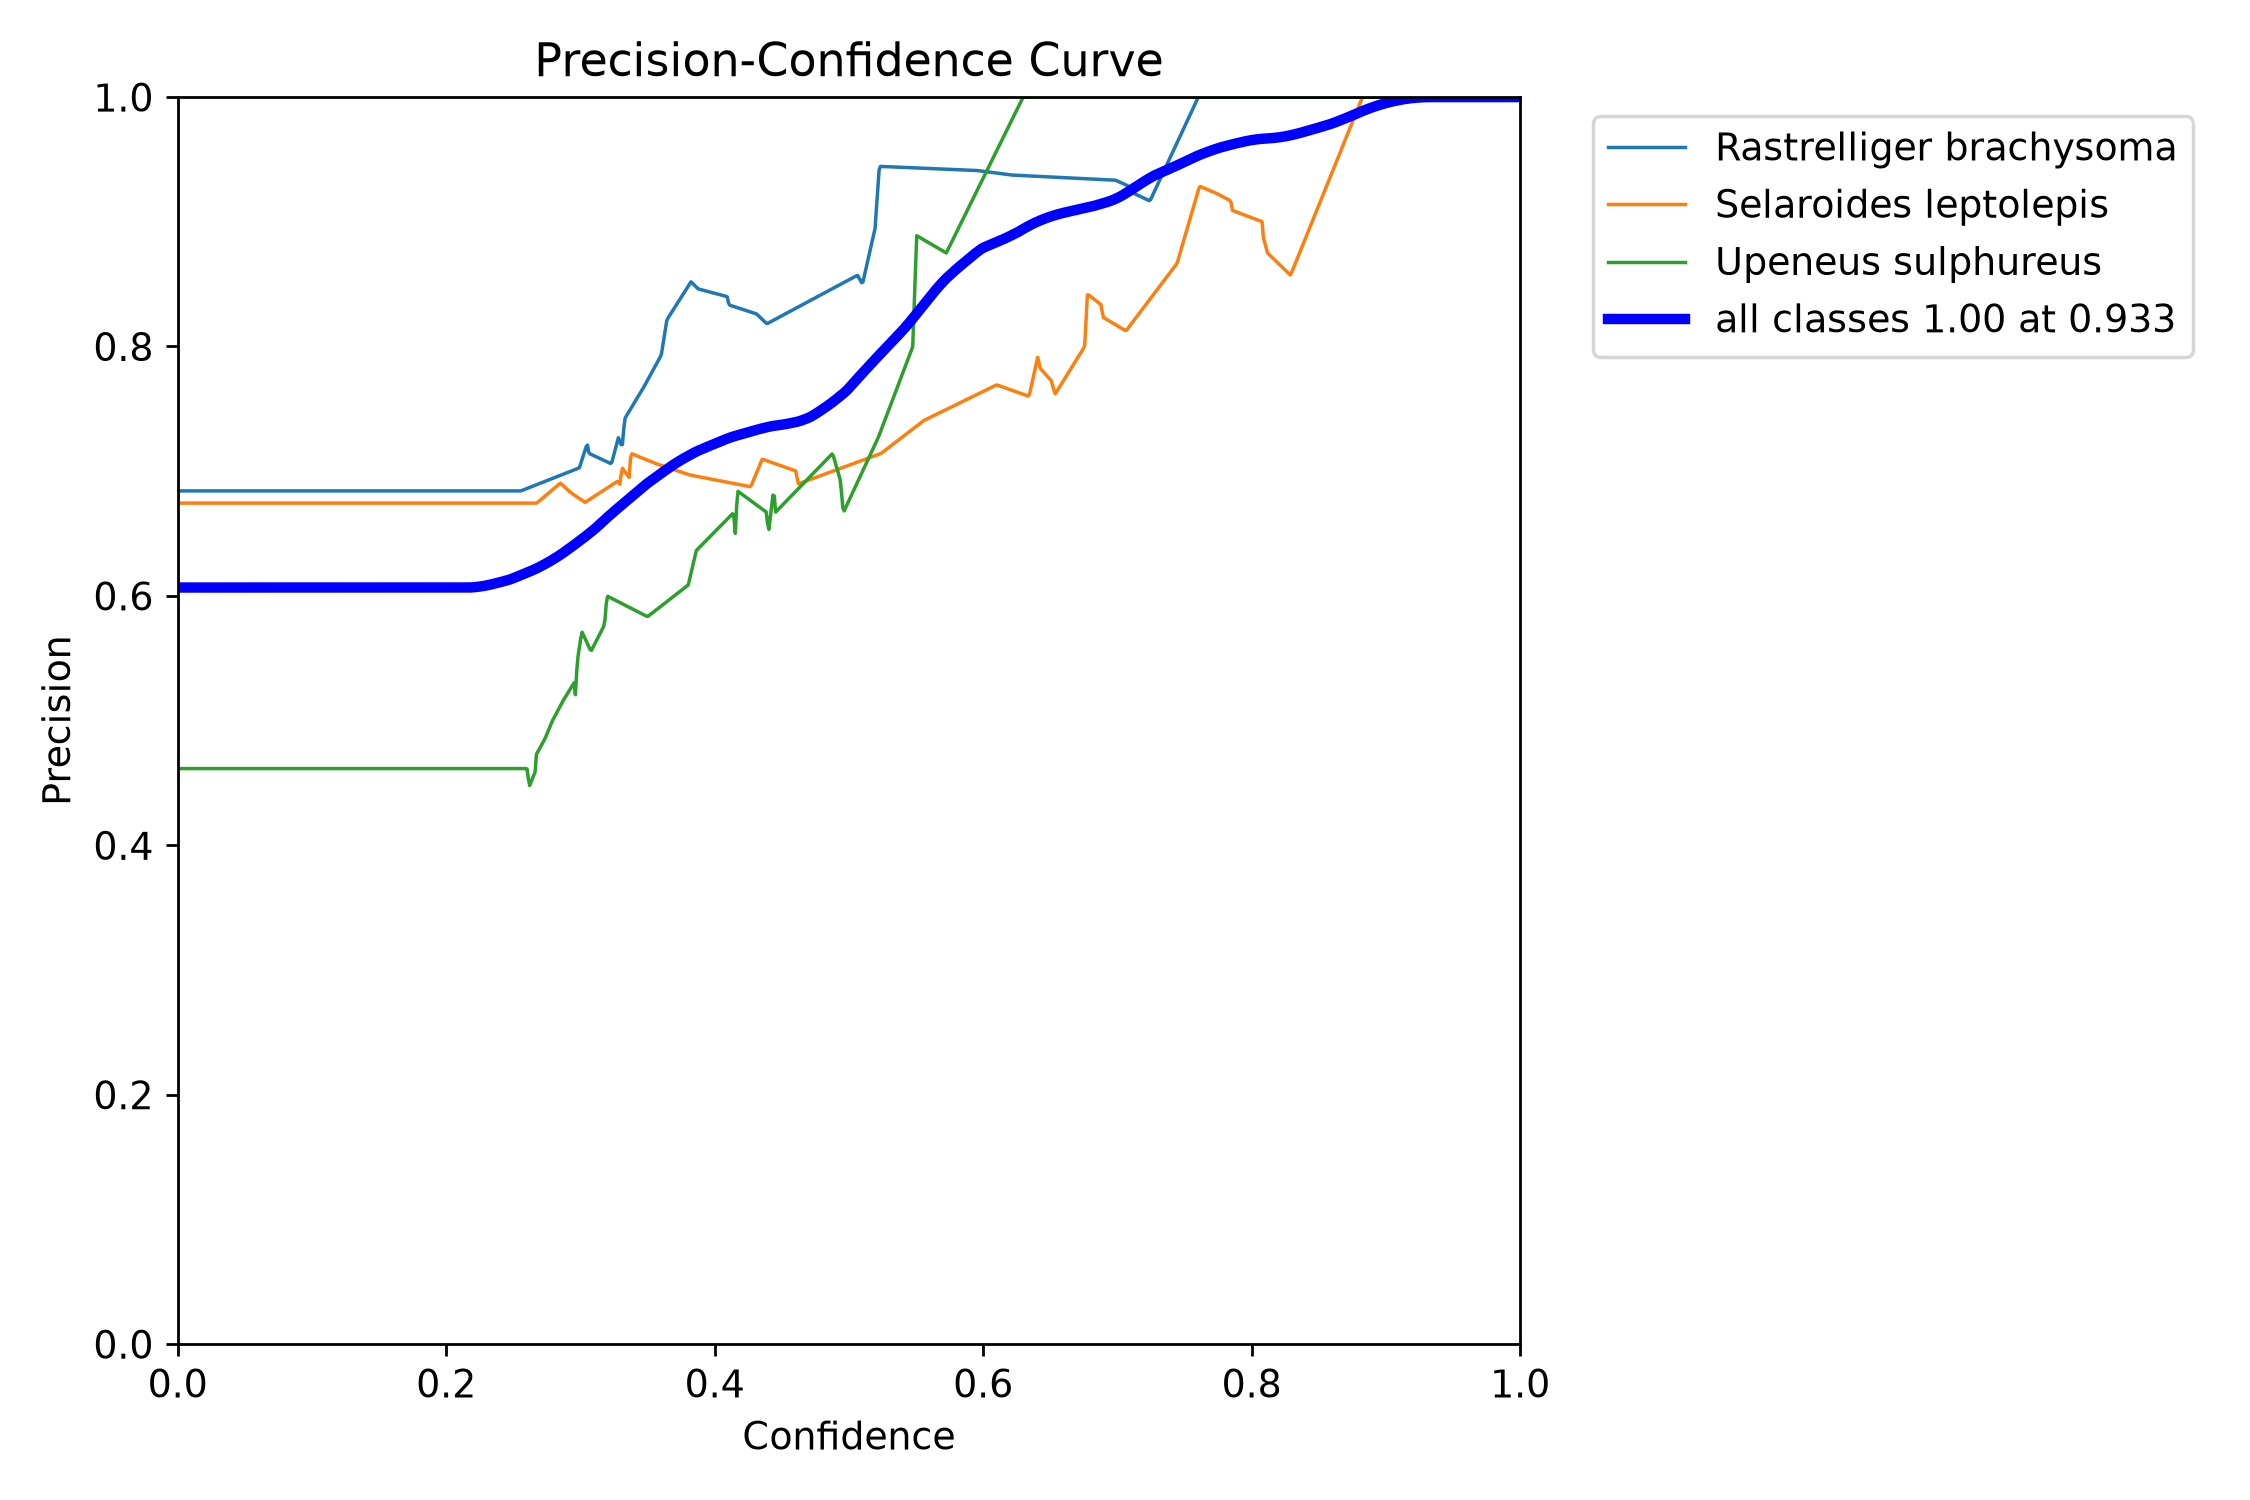 Precision-Confidence Curve
1.0
0.8
0.6
0.4
0.2
0.0
Precision
0.0 0.2 0.4 0.6 0.8 1.0
Confidence
Rastrelliger brachysoma
Selaroides leptolepis
Upeneus sulphureus
all classes 1.00 at 0.933